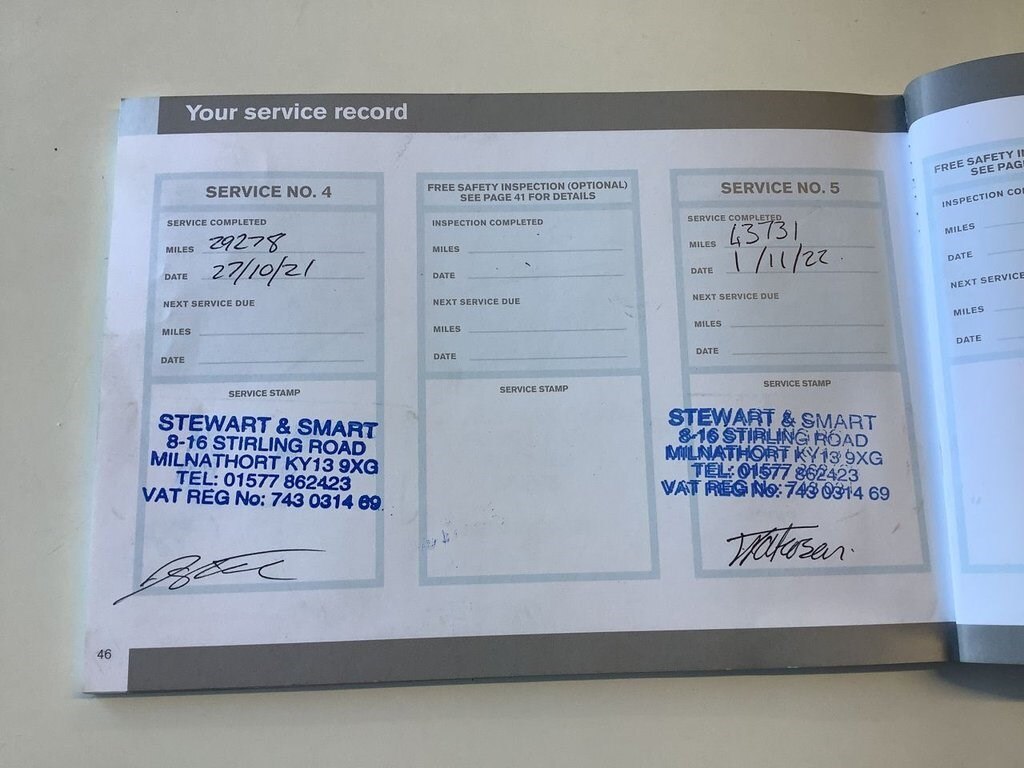 Your service record
SERVICE NO. 4
SERVICE COMPLETED
MILES 29278
DATE 27/10/21
NEXT SERVICE DUE
MILES
DATE
SERVICE STAMP
STEWART & SMART
8-16 STIRLING ROAD
MILNATHORT KY13 9XG
TEL: 01577 862423
VAT REG No: 743 0314 69
FREE SAFETY INSPECTION (OPTIONAL)
SEE PAGE 41 FOR DETAILS
INSPECTION COMPLETED
MILES
DATE
NEXT SERVICE DUE
MILES
DATE
SERVICE STAMP
SERVICE NO. 5
SERVICE COMPLETED
MILES 43731
DATE 1/11/22.
NEXT SERVICE DUE
MILES
DATE
SERVICE STAMP
STEWART & SMART
8-16 STIRLING ROAD
MILNATHORT KY13 9XG
TEL: 01577 862423
VAT REG No: 743 0314 69
FREE SAFETY
SEE
MILES
DATE
NEXT SERVICE
MILES
DATE
46